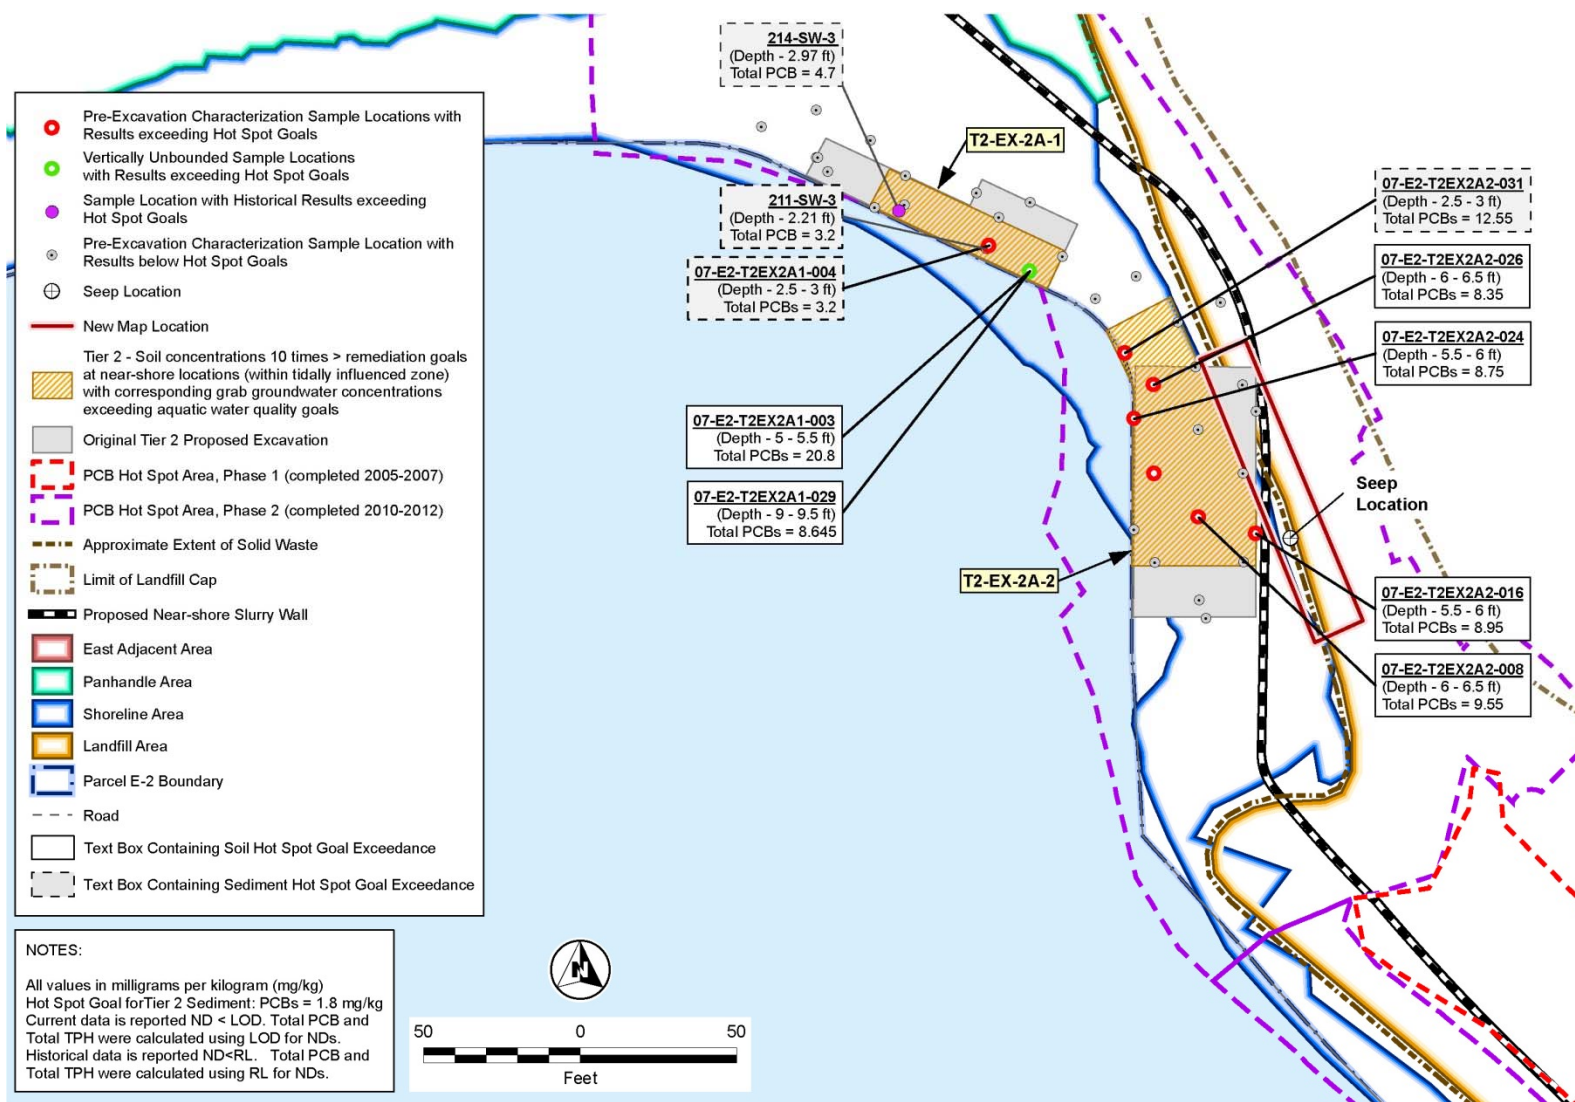 Pre-Excavation Characterization Sample Locations with
Results exceeding Hot Spot Goals
Vertically Unbounded Sample Locations
with Results exceeding Hot Spot Goals
Sample Location with Historical Results exceeding
Hot Spot Goals
Pre-Excavation Characterization Sample Location with
Results below Hot Spot Goals
Seep Location
New Map Location
Tier 2 - Soil concentrations 10 times > remediation goals
at near-shore locations (within tidally influenced zone)
with corresponding grab groundwater concentrations
exceeding aquatic water quality goals
Original Tier 2 Proposed Excavation
PCB Hot Spot Area, Phase 1 (completed 2005-2007)
PCB Hot Spot Area, Phase 2 (completed 2010-2012)
Approximate Extent of Solid Waste
Limit of Landfill Cap
Proposed Near-shore Slurry Wall
East Adjacent Area
Panhandle Area
Shoreline Area
Landfill Area
Parcel E-2 Boundary
Road
Text Box Containing Soil Hot Spot Goal Exceedance
Text Box Containing Sediment Hot Spot Goal Exceedance
NOTES:
All values in milligrams per kilogram (mg/kg)
Hot Spot Goal forTier 2 Sediment: PCBs = 1.8 mg/kg
Current data is reported ND < LOD. Total PCB and
Total TPH were calculated using LOD for NDs.
Historical data is reported ND<RL. Total PCB and
Total TPH were calculated using RL for NDs.
N
50 0 50
Feet
214-SW-3
(Depth - 2.97 ft)
Total PCB = 4.7
T2-EX-2A-1
211-SW-3
(Depth - 2.21 ft)
Total PCB = 3.2
07-E2-T2EX2A1-004
(Depth - 2.5 - 3 ft)
Total PCBs = 3.2
07-E2-T2EX2A1-003
(Depth - 5 - 5.5 ft)
Total PCBs = 20.8
07-E2-T2EX2A1-029
(Depth - 9 - 9.5 ft)
Total PCBs = 8.645
T2-EX-2A-2
07-E2-T2EX2A2-031
(Depth - 2.5 - 3 ft)
Total PCBs = 12.55
07-E2-T2EX2A2-026
(Depth - 6 - 6.5 ft)
Total PCBs = 8.35
07-E2-T2EX2A2-024
(Depth - 5.5 - 6 ft)
Total PCBs = 8.75
Seep
Location
07-E2-T2EX2A2-016
(Depth - 5.5 - 6 ft)
Total PCBs = 8.95
07-E2-T2EX2A2-008
(Depth - 6 - 6.5 ft)
Total PCBs = 9.55